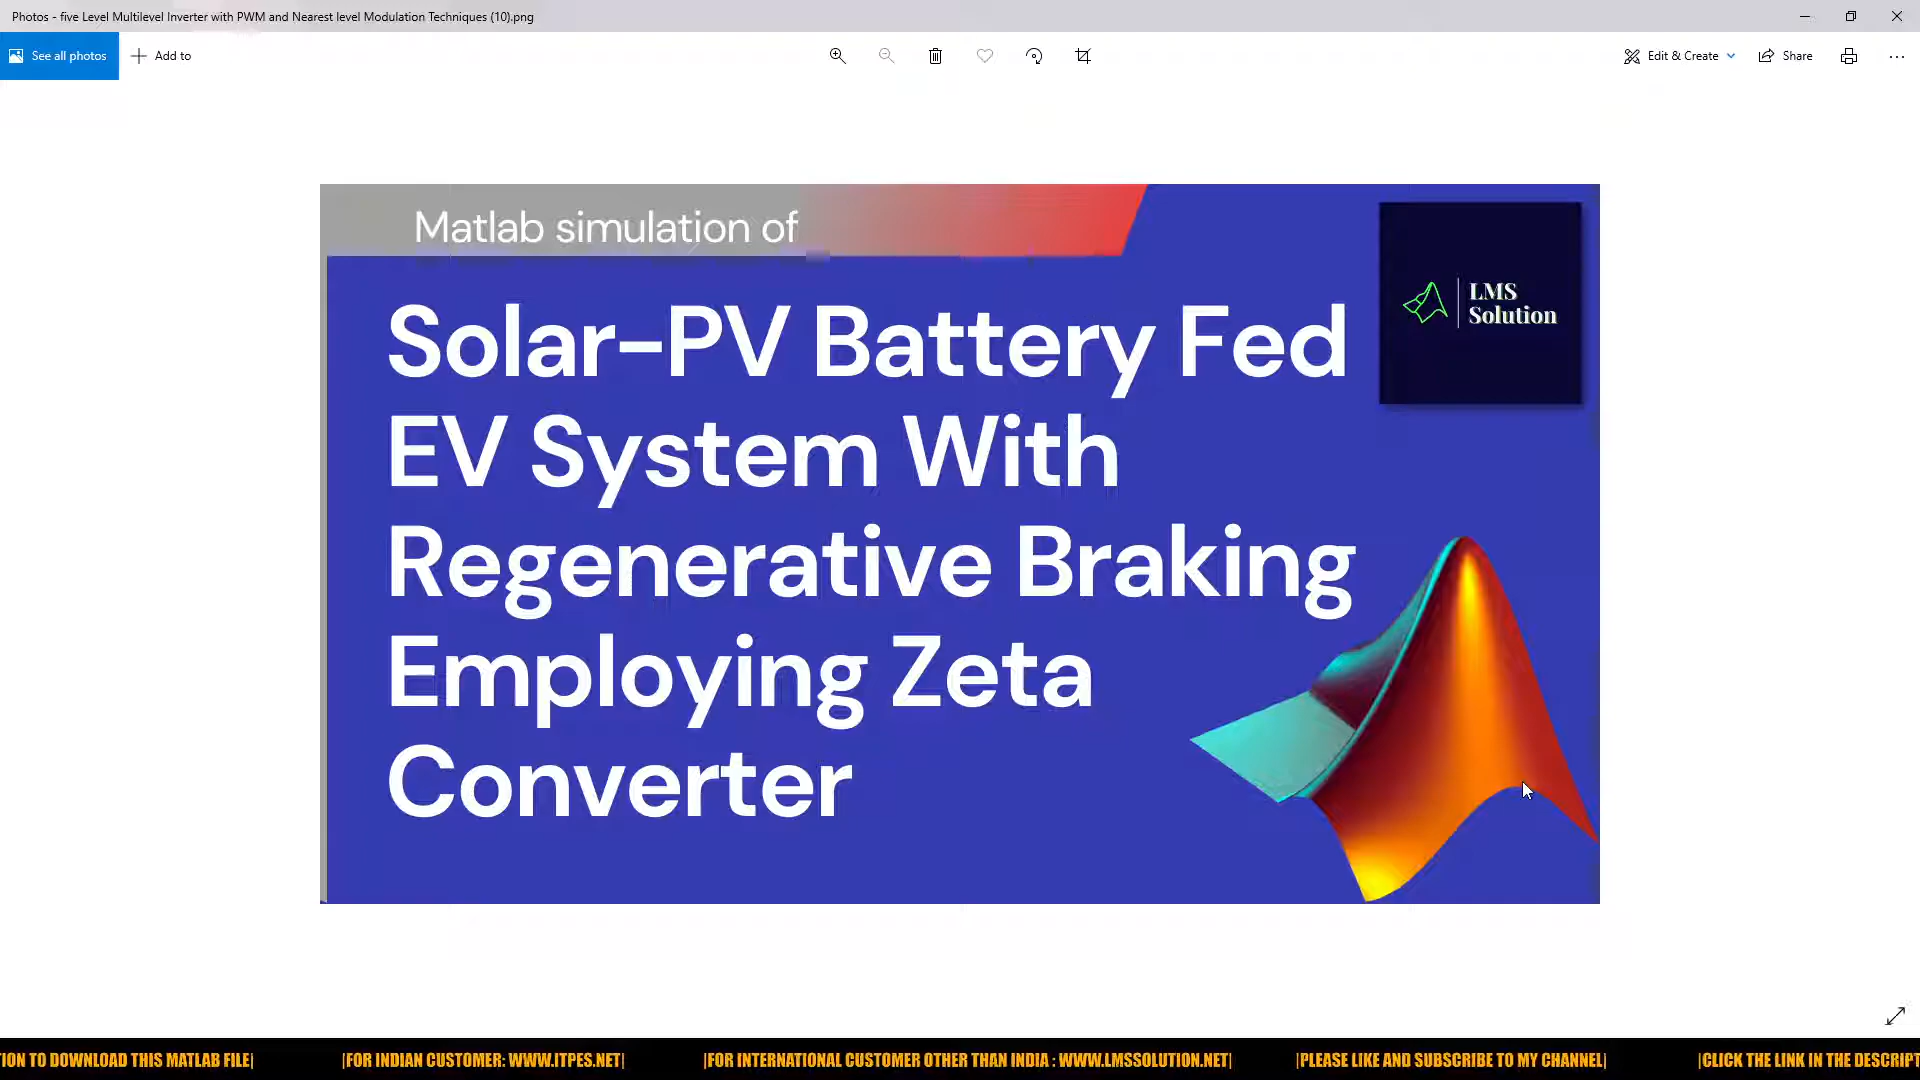 Photos - five Level Multilevel Inverter with PWM and Nearest level Modulation Techniques (10).png
See all photos
Add to
Edit & Create
Share
Matlab simulation of
Solar-PV Battery Fed
EV System With
Regenerative Braking
Employing Zeta
Converter
LMS
Solution
ION TO DOWNLOAD THIS MATLAB FILE| |FOR INDIAN CUSTOMER: WWW.ITPES.NET| |FOR INTERNATIONAL CUSTOMER OTHER THAN INDIA : WWW.LMSSOLUTION.NET| |PLEASE LIKE AND SUBSCRIBE TO MY CHANNEL| |CLICK THE LINK IN THE DESCRIPT